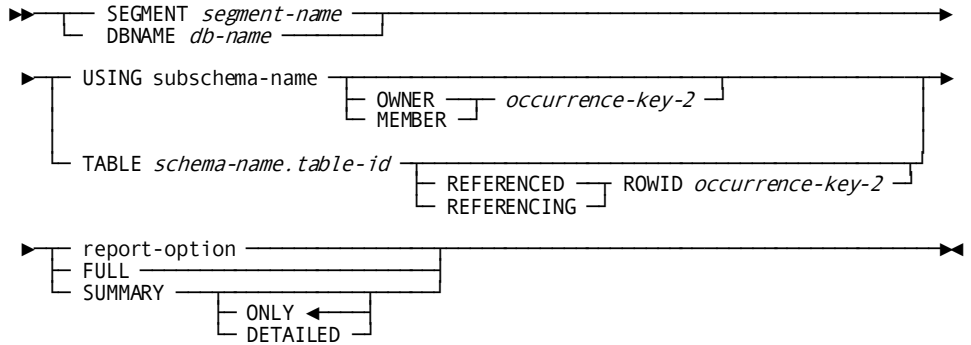 SEGMENT segment-name
DBNAME db-name
USING subschema-name
OWNER occurrence-key-2
MEMBER
TABLE schema-name.table-id
REFERENCED ROWID occurrence-key-2
REFERENCING
report-option
FULL
SUMMARY
ONLY
DETAILED